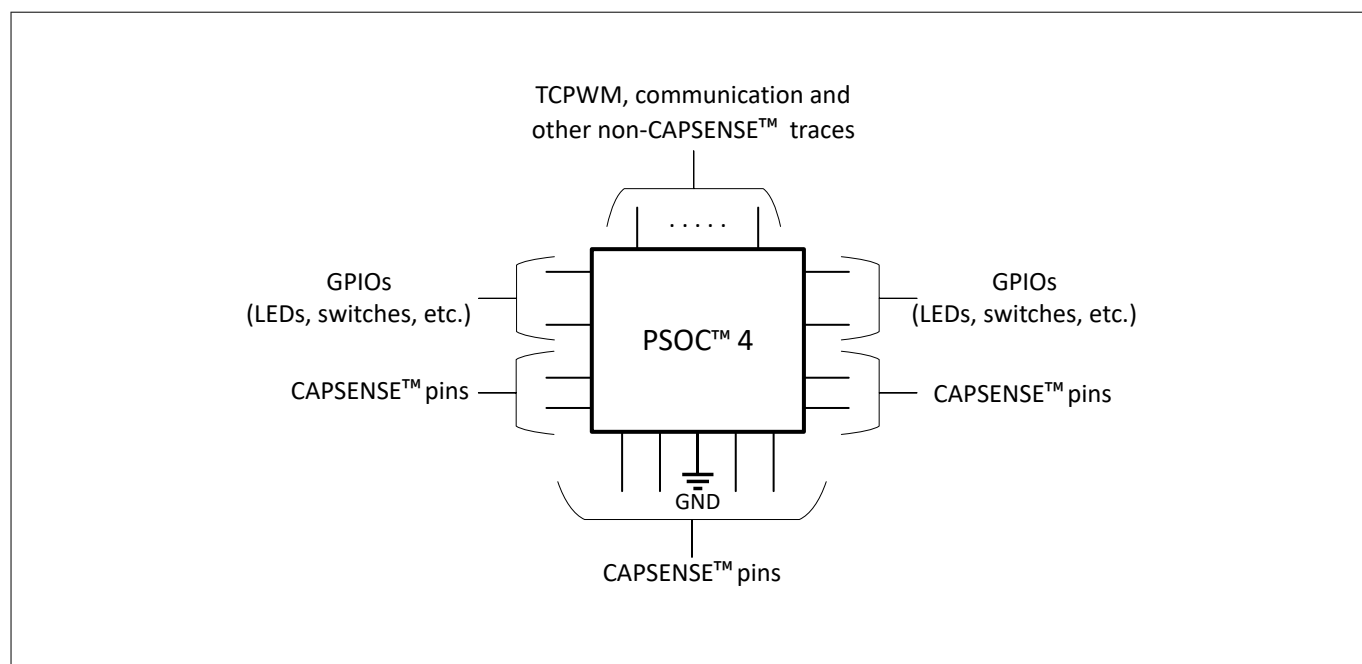 TCPWM, communication and
other non-CAPSENSE™ traces
. . . . .
GPIOs
(LEDs, switches, etc.)
GPIOs
(LEDs, switches, etc.)
PSOC™ 4
CAPSENSE™ pins
CAPSENSE™ pins
GND
CAPSENSE™ pins